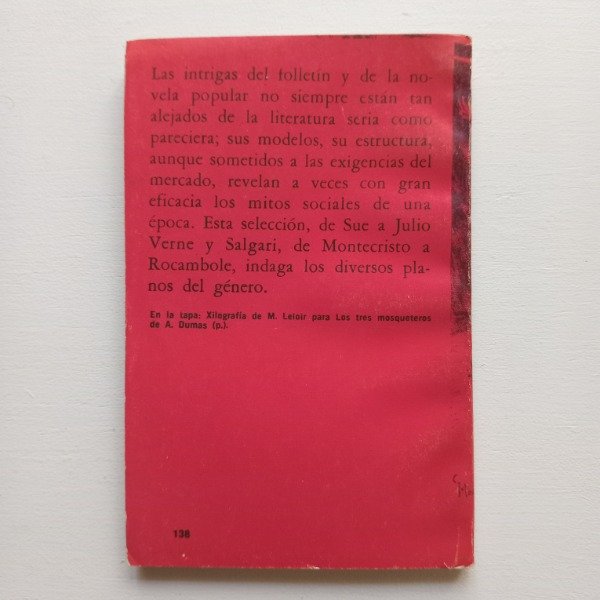 Las intrigas del folletín y de la no-
vela popular no siempre están tan
alejados de la literatura seria como
pareciera; sus modelos, su estructura,
aunque sometidos a las exigencias del
mercado, revelan a veces con gran
eficacia los mitos sociales de una
época. Esta selección, de Sue a Julio
Verne y Salgari, de Montecristo a
Rocambole, indaga los diversos pla-
nos del género.
En la tapa: Xilografía de M. Leloir para Los tres mosqueteros
de A. Dumas (p.).
138